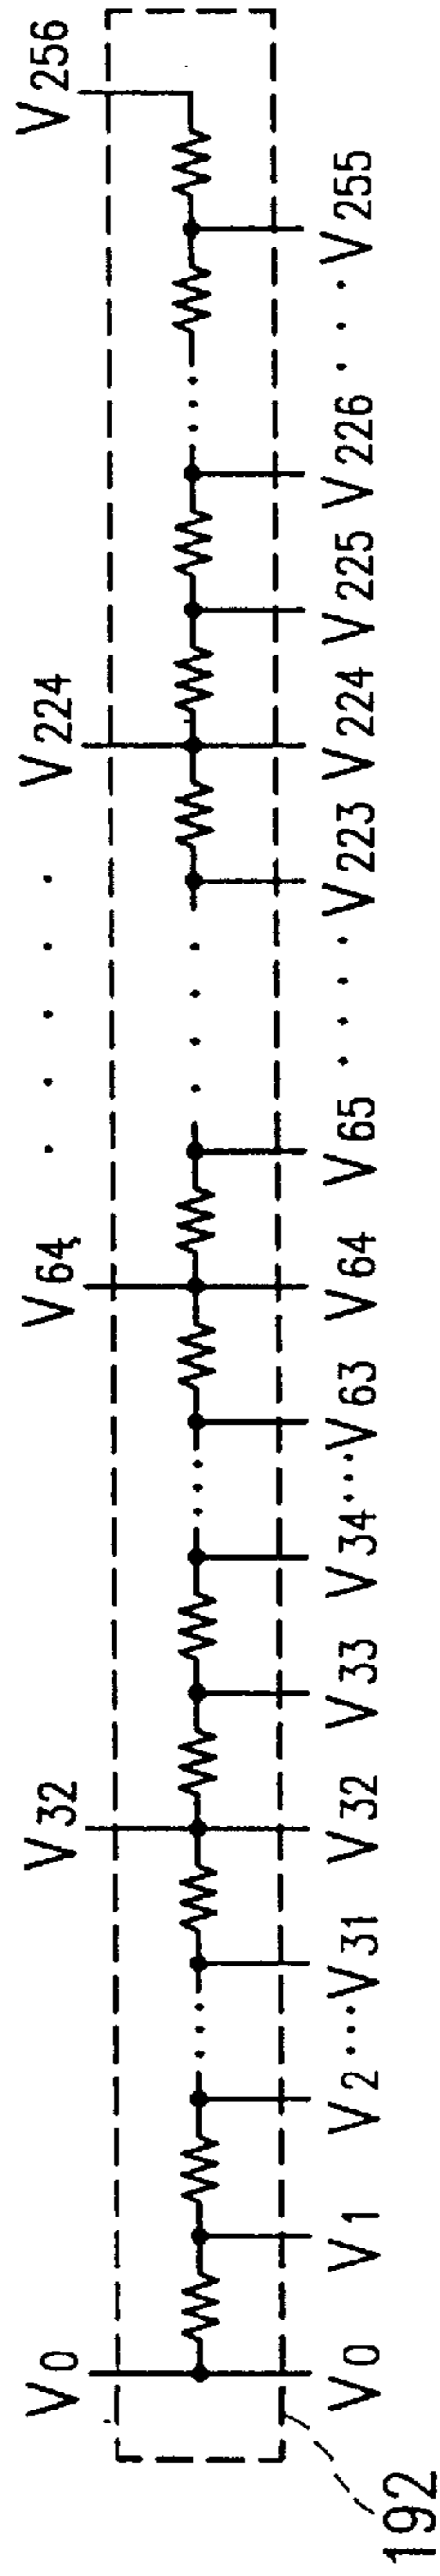 V0 V32 V64 . . . . . V224 V256
V0 V1 V2 ... V31 V32 V33 V34 ... V63 V64 V65 . . . . V223 V224 V225 V226 . . . . V255
192